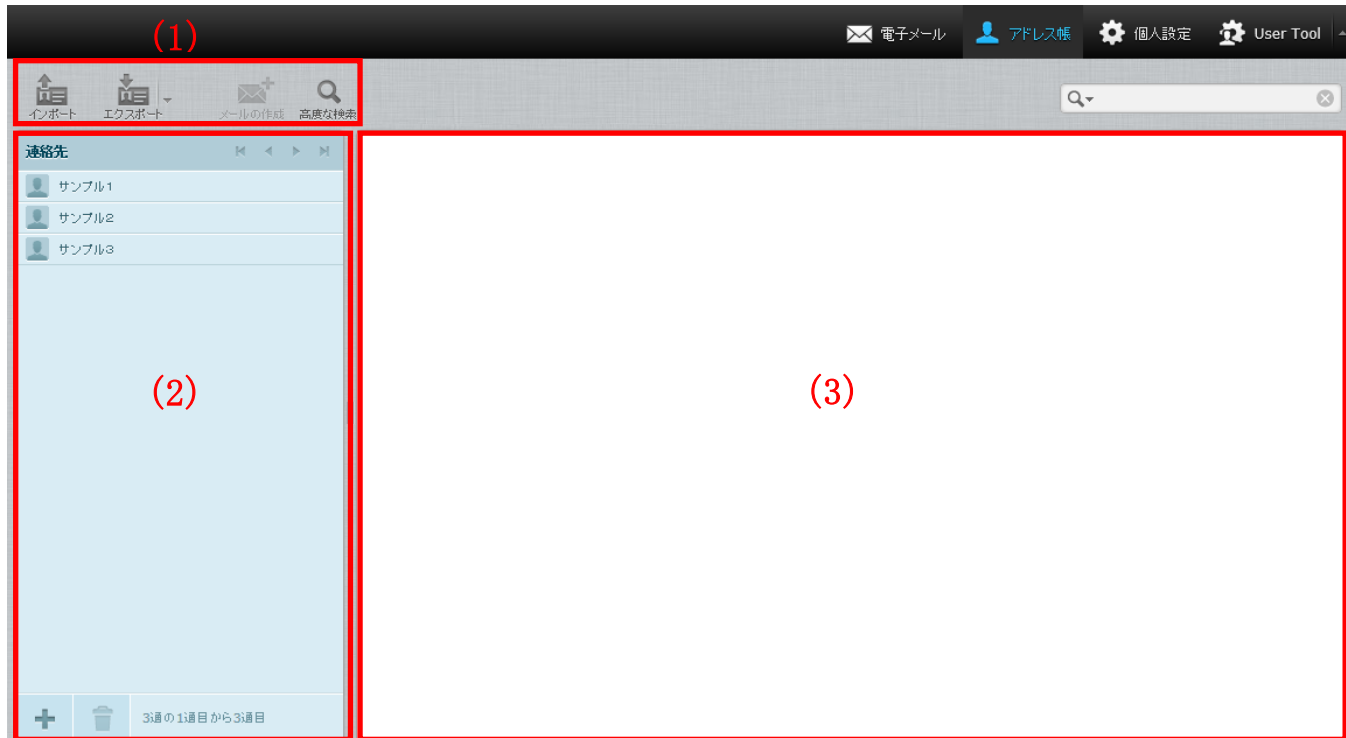 (1)
電子メール アドレス帳 個人設定 User Tool
インポート エクスポート メールの作成 高度な検索
連絡先
サンプル1
サンプル2
サンプル3
(2)
(3)
3通の1通目から3通目